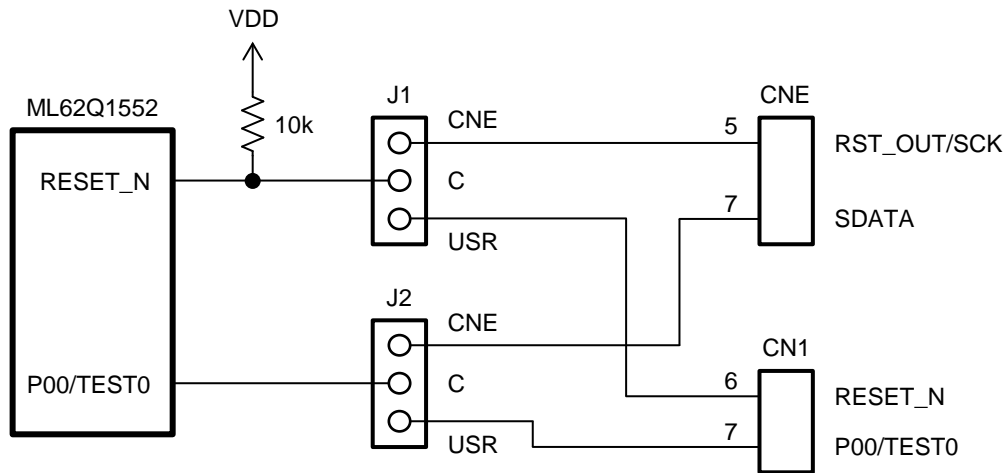 VDD
ML62Q1552
10k
RESET_N
P00/TEST0
J1
CNE
C
USR
J2
CNE
C
USR
CNE
5
RST_OUT/SCK
7
SDATA
CN1
6
RESET_N
7
P00/TEST0